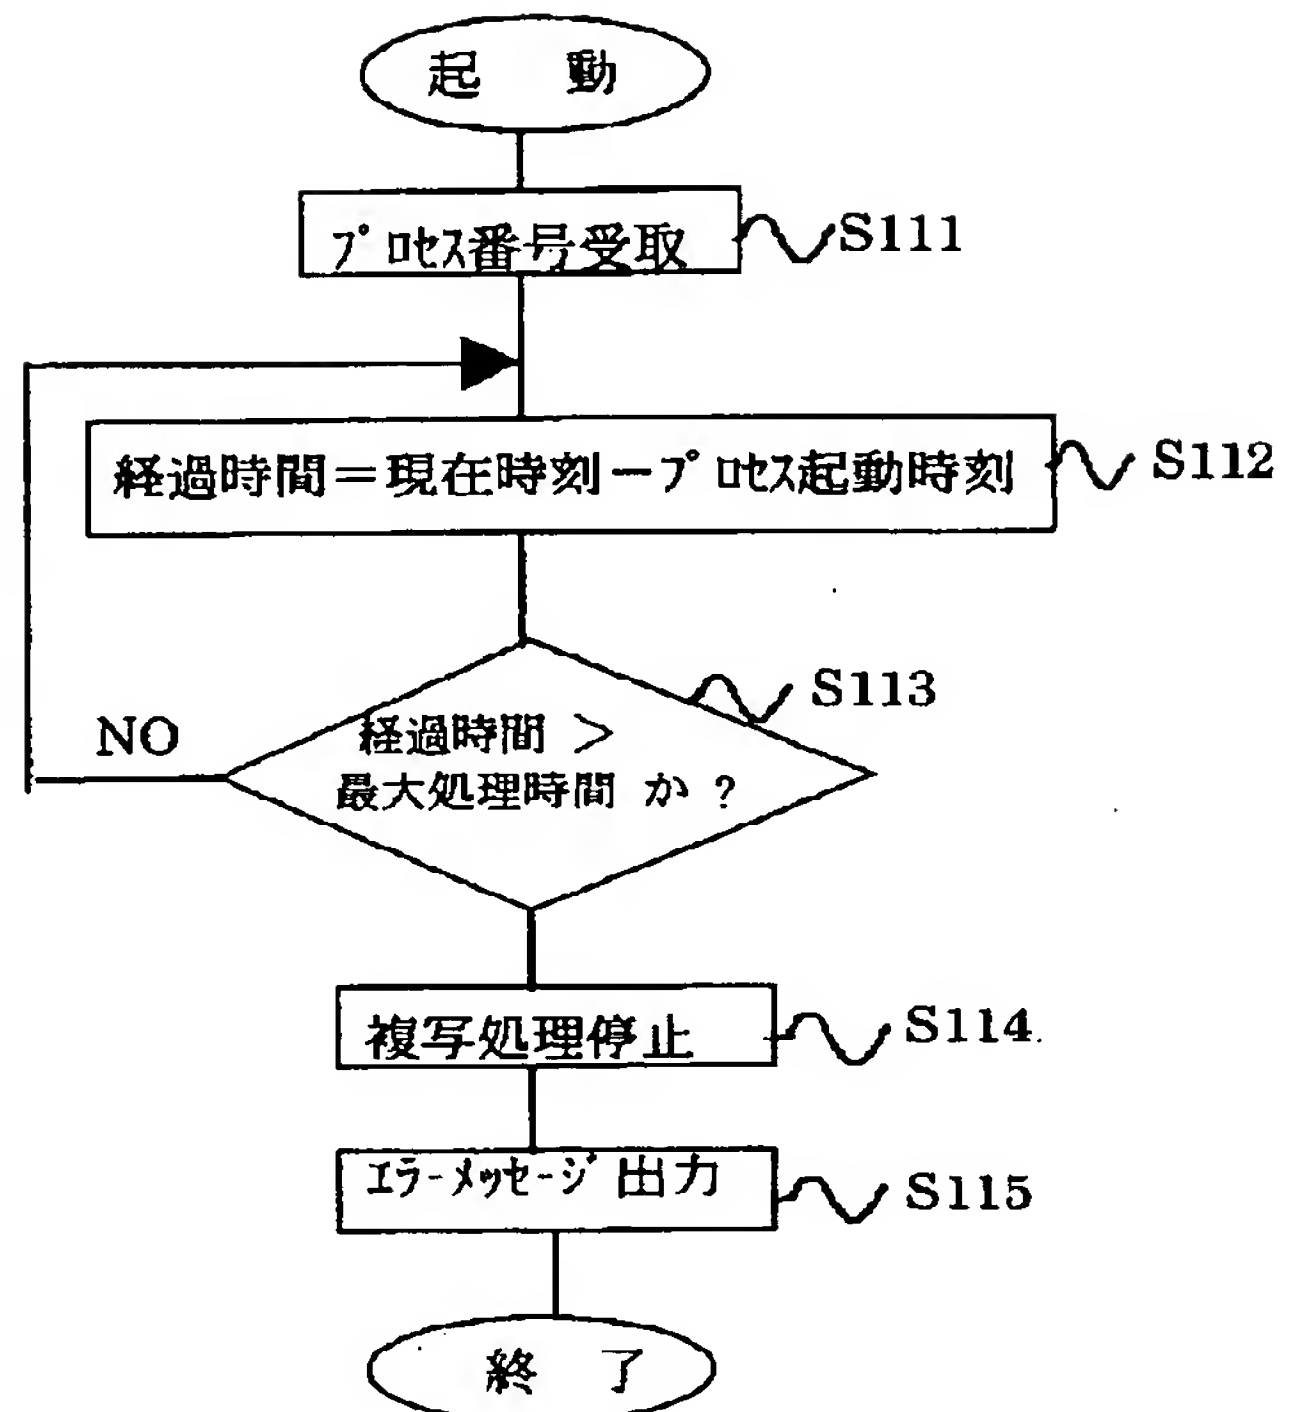 起 動
ﾌﾟﾛｾｽ番号受取 S111
経過時間＝現在時刻－ﾌﾟﾛｾｽ起動時刻 S112
S113
NO
経過時間 ＞
最大処理時間 か ?
複写処理停止 S114
ｴﾗｰﾒｯｾｰｼﾞ出力 S115
終 了